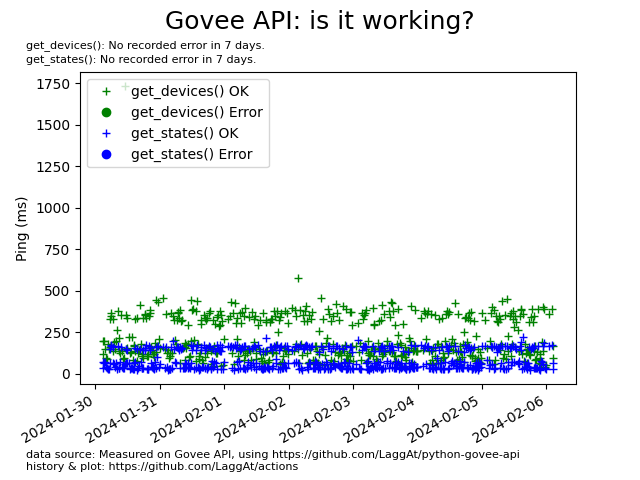 Govee API: is it working?
get_devices(): No recorded error in 7 days.
get_states(): No recorded error in 7 days.
get_devices() OK
get_devices() Error
get_states() OK
get_states() Error
Ping (ms)
1750
1500
1250
1000
750
500
250
0
2024-01-30
2024-01-31
2024-02-01
2024-02-02
2024-02-03
2024-02-04
2024-02-05
2024-02-06
data source: Measured on Govee API, using https://github.com/LaggAt/python-govee-api
history & plot: https://github.com/LaggAt/actions